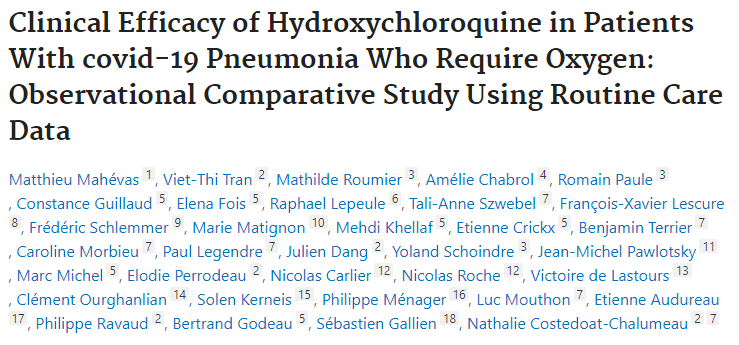 Clinical Efficacy of Hydroxychloroquine in Patients
With covid-19 Pneumonia Who Require Oxygen:
Observational Comparative Study Using Routine Care
Data
Matthieu Mahévas 1, Viet-Thi Tran 2, Mathilde Roumier 3, Amélie Chabrol 4, Romain Paule 3
, Constance Guillaud 5, Elena Fois 5, Raphael Lepeule 6, Tali-Anne Szwebel 7, François-Xavier Lescure
8, Frédéric Schlemmer 9, Marie Matignon 10, Mehdi Khellaf 5, Etienne Crickx 5, Benjamin Terrier 7
, Caroline Morbieu 7, Paul Legendre 7, Julien Dang 2, Yoland Schoindre 3, Jean-Michel Pawlotsky 11
, Marc Michel 5, Elodie Perrodeau 2, Nicolas Carlier 12, Nicolas Roche 12, Victoire de Lastours 13
, Clément Ourghanlian 14, Solen Kerneis 15, Philippe Ménager 16, Luc Mouthon 7, Etienne Audureau
17, Philippe Ravaud 2, Bertrand Godeau 5, Sébastien Gallien 18, Nathalie Costedoat-Chalumeau 2 7